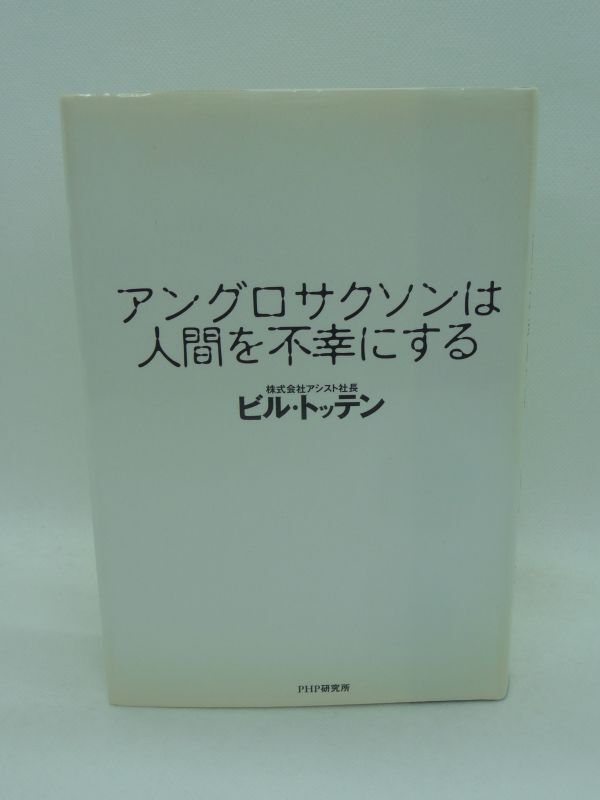 アングロサクソンは
人間を不幸にする
株式会社アシスト社長
ビル・トッテン
PHP研究所